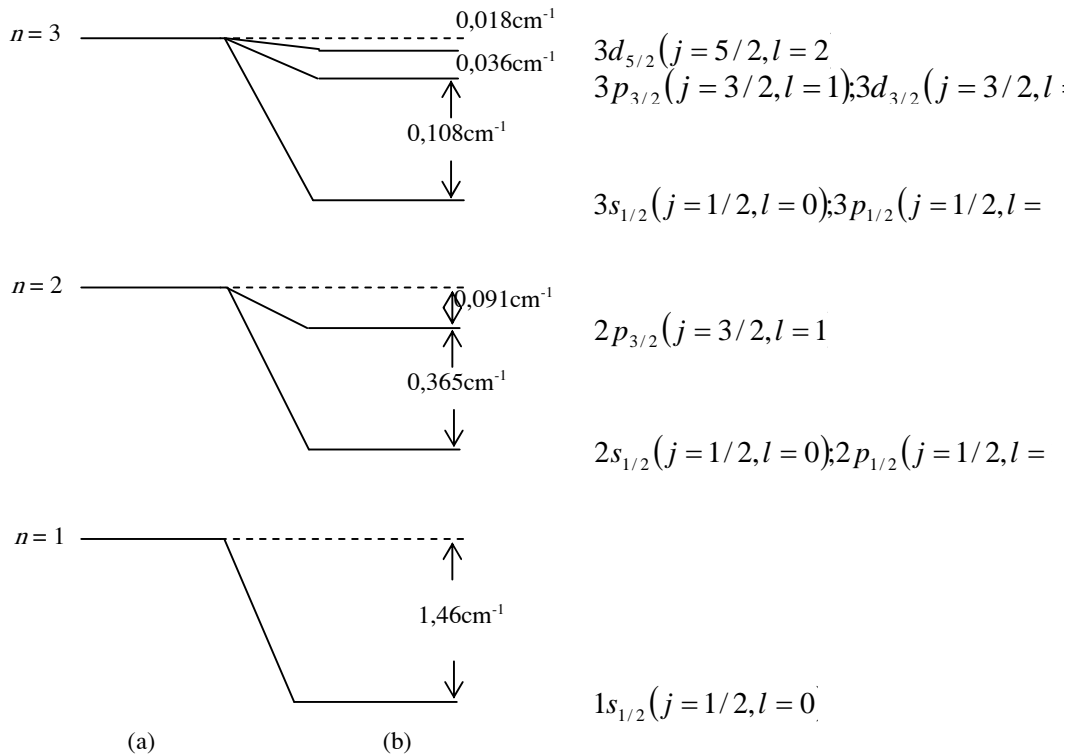 0,018cm⁻¹
n = 3
0,036cm⁻¹
3d₅/₂(j = 5/2, l = 2
3p₃/₂(j = 3/2, l = 1);3d₃/₂(j = 3/2, l
0,108cm⁻¹
3s₁/₂(j = 1/2, l = 0);3p₁/₂(j = 1/2, l =
n = 2
0,091cm⁻¹
2p₃/₂(j = 3/2, l = 1
0,365cm⁻¹
2s₁/₂(j = 1/2, l = 0);2p₁/₂(j = 1/2, l =
n = 1
1,46cm⁻¹
1s₁/₂(j = 1/2, l = 0)
(a) (b)